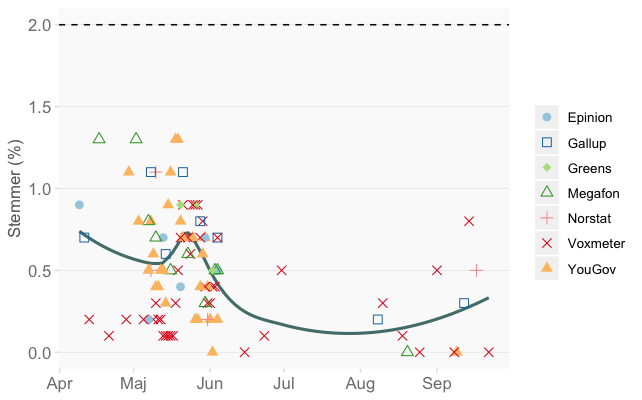 2.0
1.5
1.0
0.5
0.0
Stemmer (%)
Apr Maj Jun Jul Aug Sep
Epinion
Gallup
Greens
Megafon
Norstat
Voxmeter
YouGov